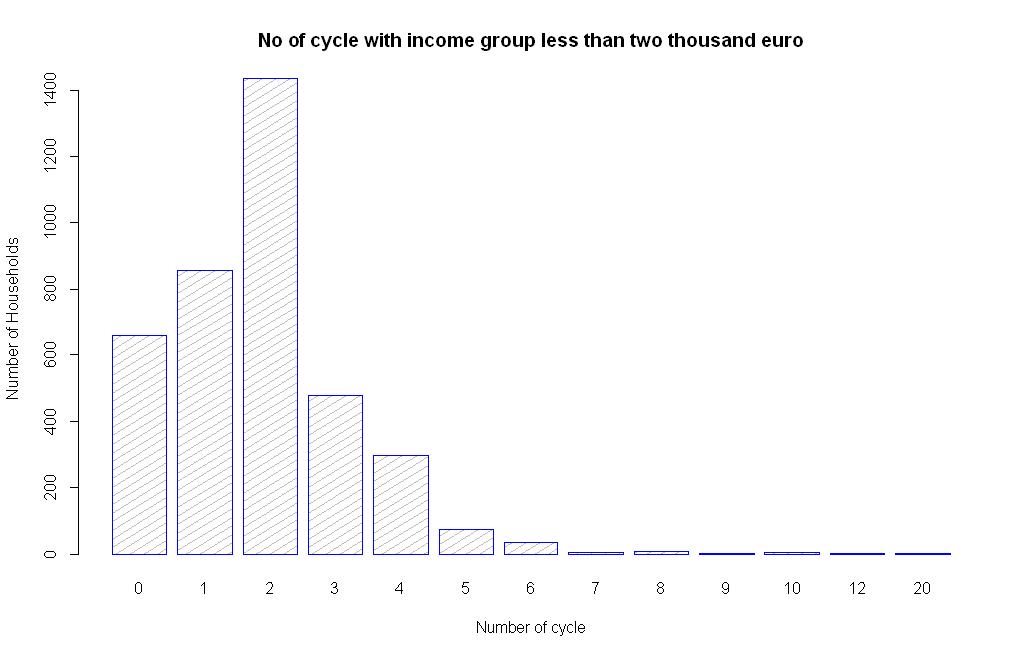 No of cycle with income group less than two thousand euro
Number of Households
1400
1200
1000
800
600
400
200
0
0 1 2 3 4 5 6 7 8 9 10 12 20
Number of cycle